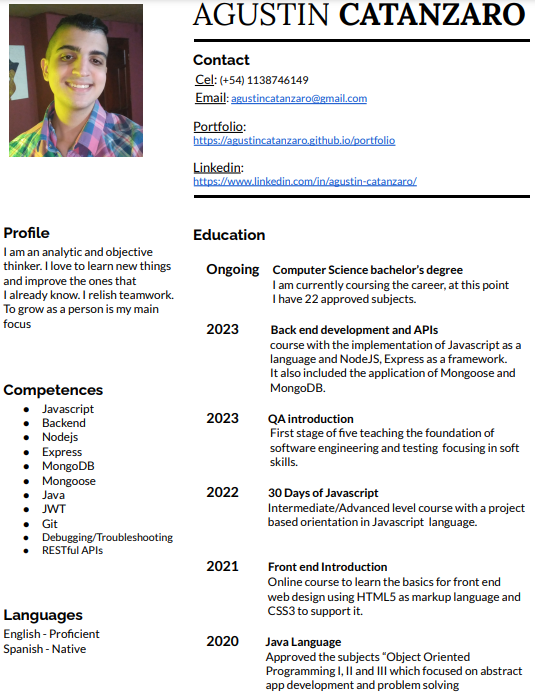 AGUSTIN CATANZARO
Contact
Cel: (+54) 1138746149
Email: agustincatanzaro@gmail.com
Portfolio:
https://agustincatanzaro.github.io/portfolio
Linkedin:
https://www.linkedin.com/in/agustin-catanzaro/
Profile
I am an analytic and objective
thinker. I love to learn new things
and improve the ones that
I already know. I relish teamwork.
To grow as a person is my main
focus
Competences
● Javascript
● Backend
● Nodejs
● Express
● MongoDB
● Mongoose
● Java
● JWT
● Git
● Debugging/Troubleshooting
● RESTful APIs
Languages
English - Proficient
Spanish - Native
Education
Ongoing Computer Science bachelor's degree
I am currently coursing the career, at this point
I have 22 approved subjects.
2023 Back end development and APIs
course with the implementation of Javascript as a
language and NodeJS, Express as a framework.
It also included the application of Mongoose and
MongoDB.
2023 QA introduction
First stage of five teaching the foundation of
software engineering and testing focusing in soft
skills.
2022 30 Days of Javascript
Intermediate/Advanced level course with a project
based orientation in Javascript language.
2021 Front end Introduction
Online course to learn the basics for front end
web design using HTML5 as markup language and
CSS3 to support it.
2020 Java Language
Approved the subjects “Object Oriented
Programming I, II and III which focused on abstract
app development and problem solving